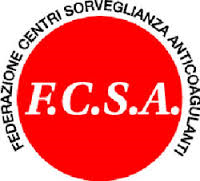 FEDERAZIONE CENTRI SORVEGLIANZA ANTICOAGULANTI
F.C.S.A.